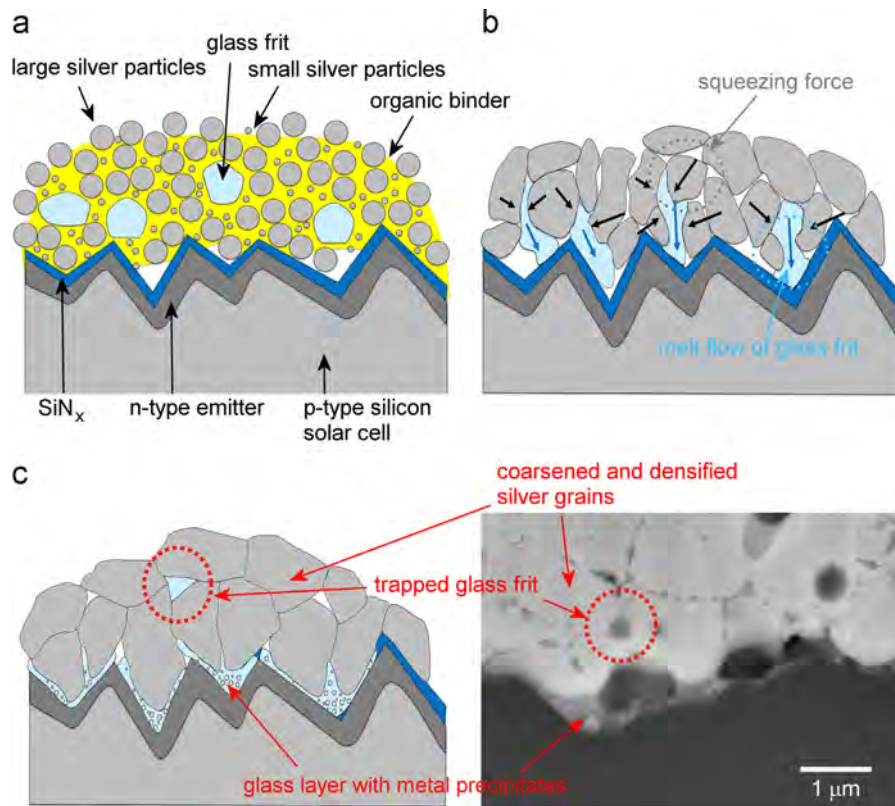 a
glass frit
large silver particles
small silver particles
organic binder
SiNx
n-type emitter
p-type silicon
solar cell
b
squeezing force
melt flow of glass frit
c
coarsened and densified
silver grains
trapped glass frit
glass layer with metal precipitates
1 μm